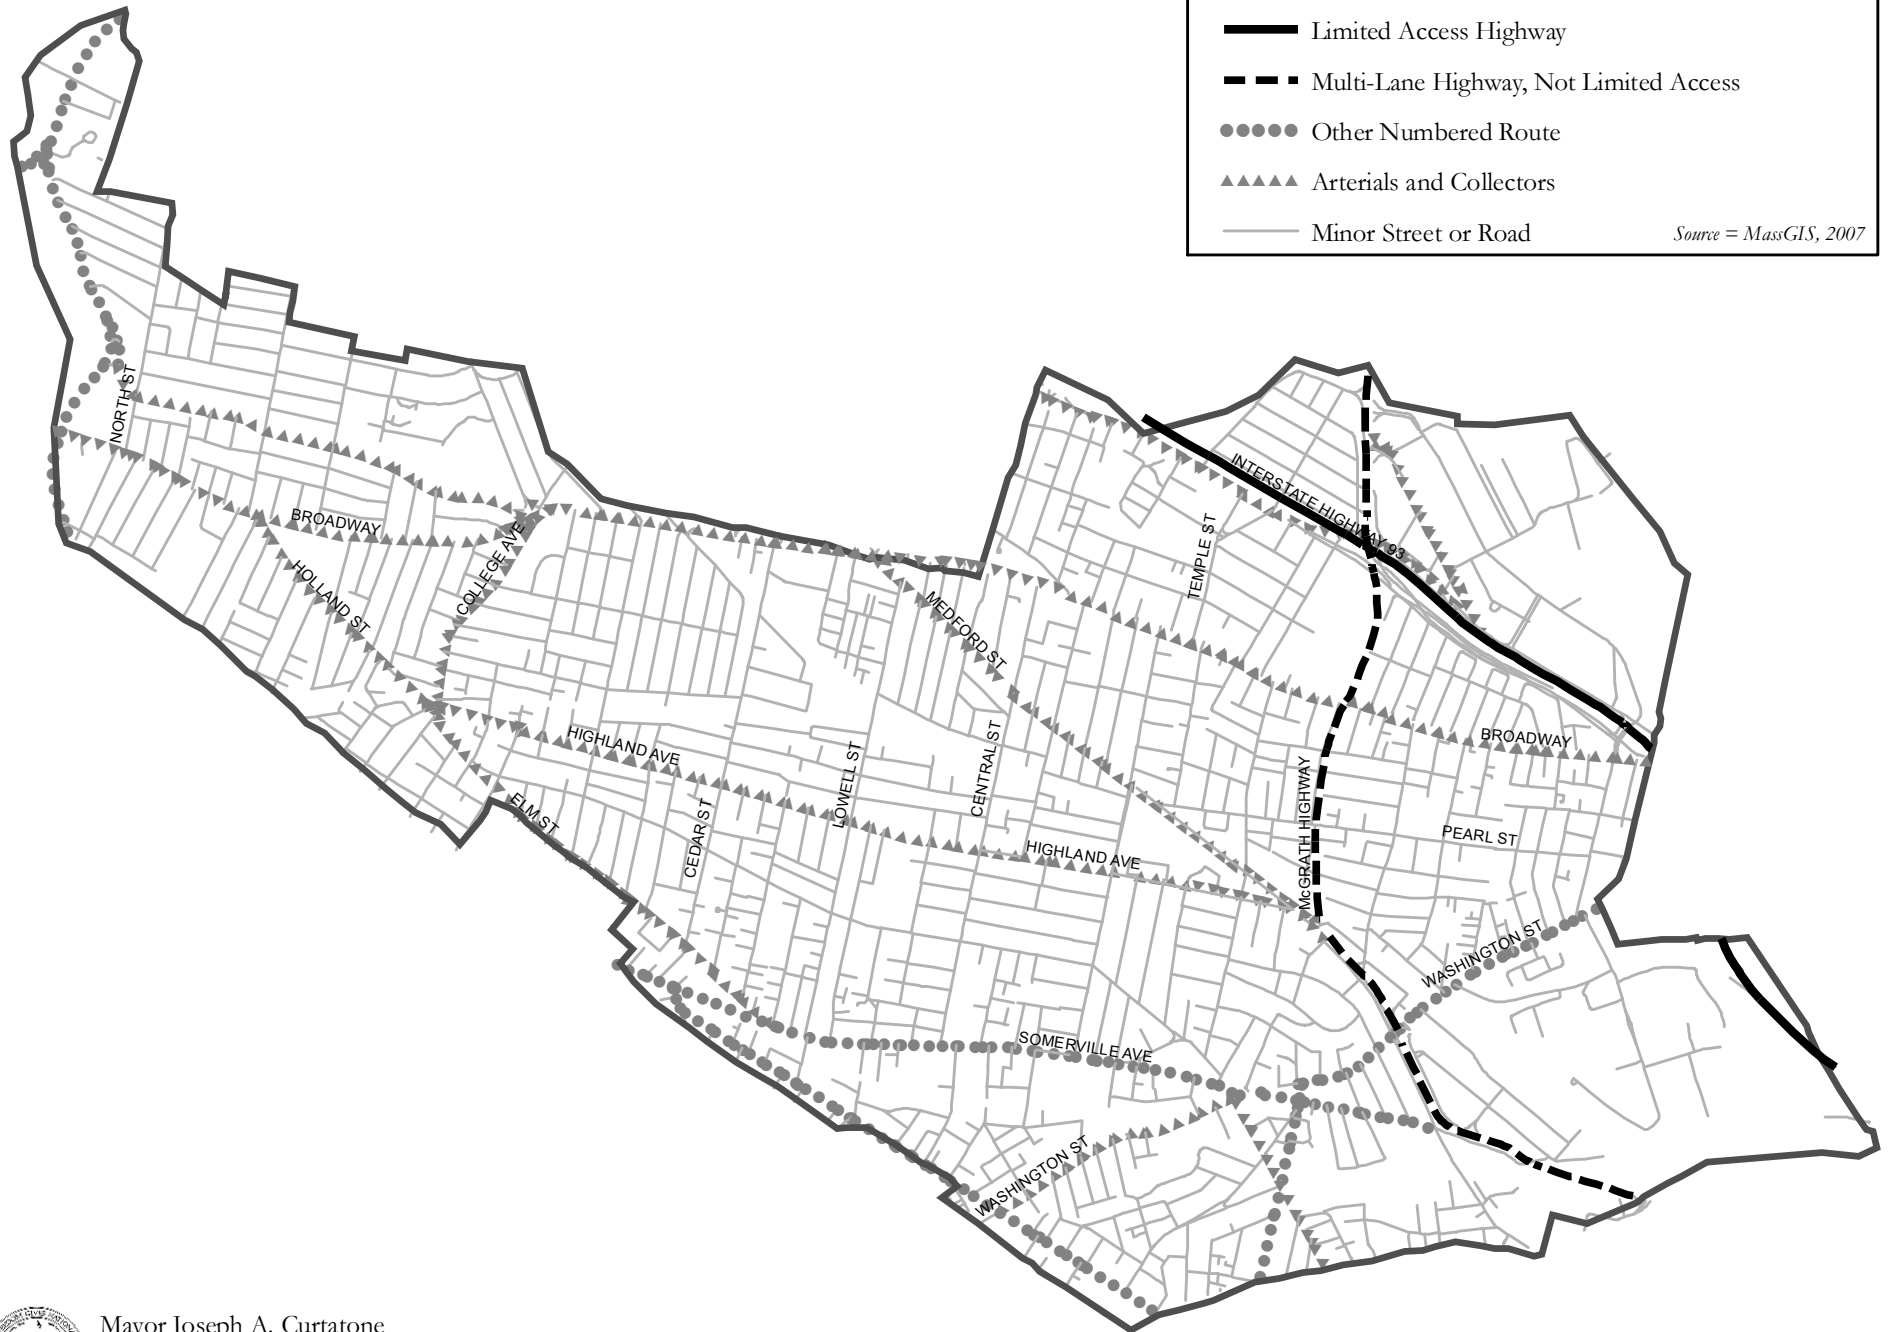 Limited Access Highway
Multi-Lane Highway, Not Limited Access
Other Numbered Route
Arterials and Collectors
Minor Street or Road
Source = MassGIS, 2007
NORTH ST
BROADWAY
COLLEGE AVE
HOLLAND ST
INTERSTATE HIGHWAY 93
TEMPLE ST
MEDFORD ST
HIGHLAND AVE
ELM ST
CEDAR ST
LOWELL ST
CENTRAL ST
HIGHLAND AVE
McGRATH HIGHWAY
BROADWAY
PEARL ST
WASHINGTON ST
SOMERVILLE AVE
WASHINGTON ST
Mayor Joseph A. Curtatone